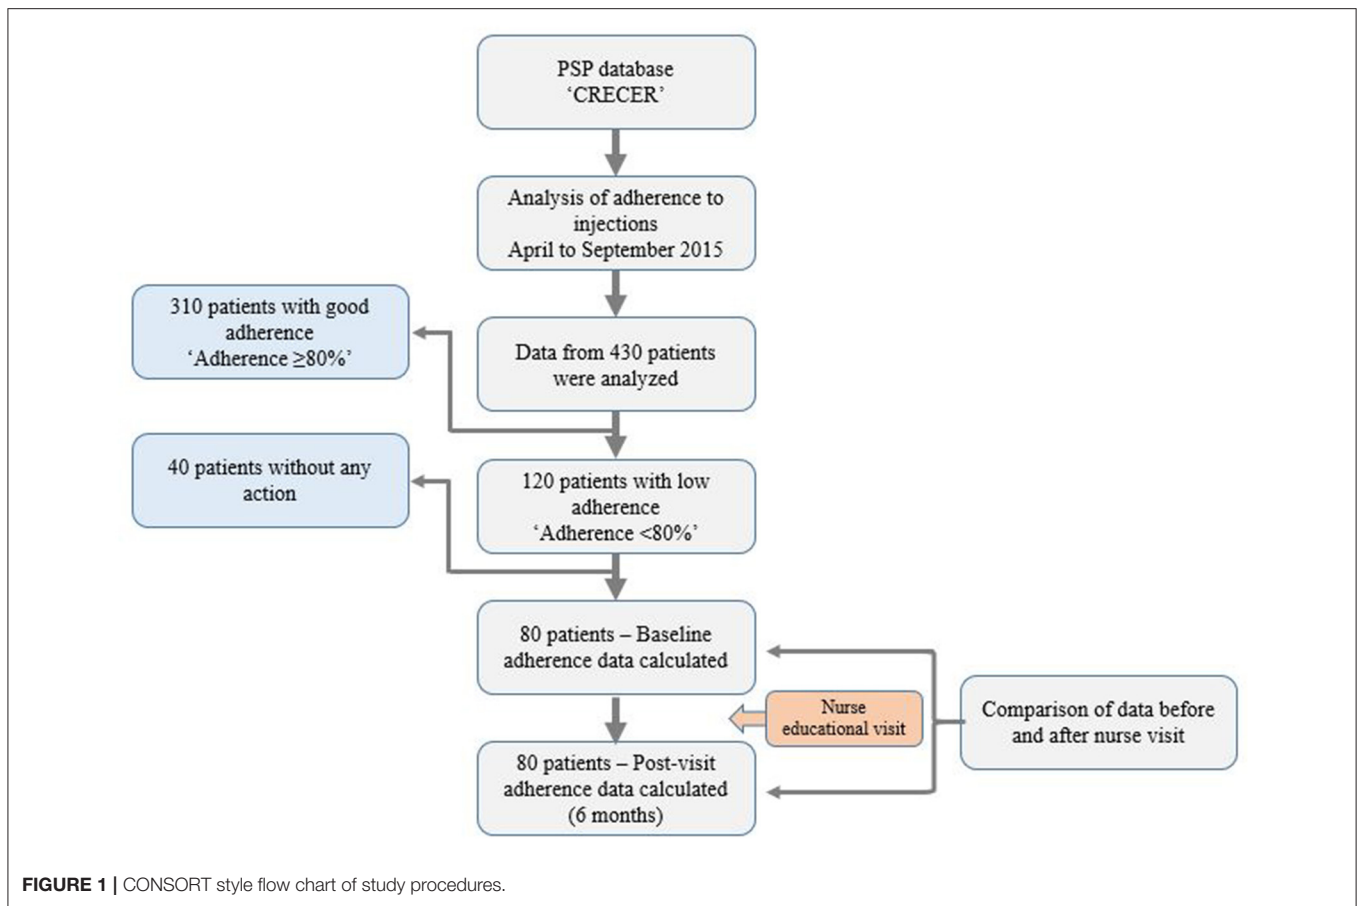 PSP database
‘CRECER’
Analysis of adherence to
injections
April to September 2015
310 patients with good
adherence
‘Adherence ≥80%’
Data from 430 patients
were analyzed
40 patients without any
action
120 patients with low
adherence
‘Adherence <80%’
80 patients – Baseline
adherence data calculated
Nurse
educational visit
Comparison of data before
and after nurse visit
80 patients – Post-visit
adherence data calculated
(6 months)
FIGURE 1 | CONSORT style flow chart of study procedures.